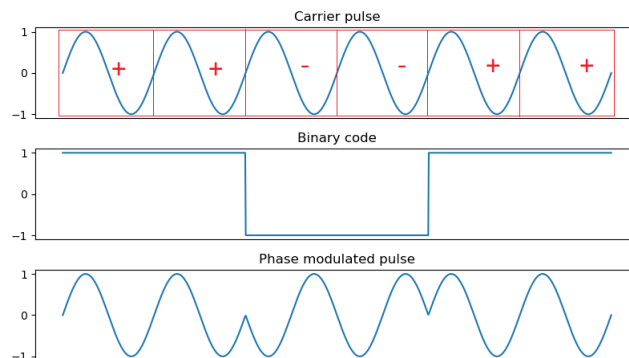 Carrier pulse
1
0
−1
+ + - - + +
Binary code
1
0
−1
Phase modulated pulse
1
0
−1